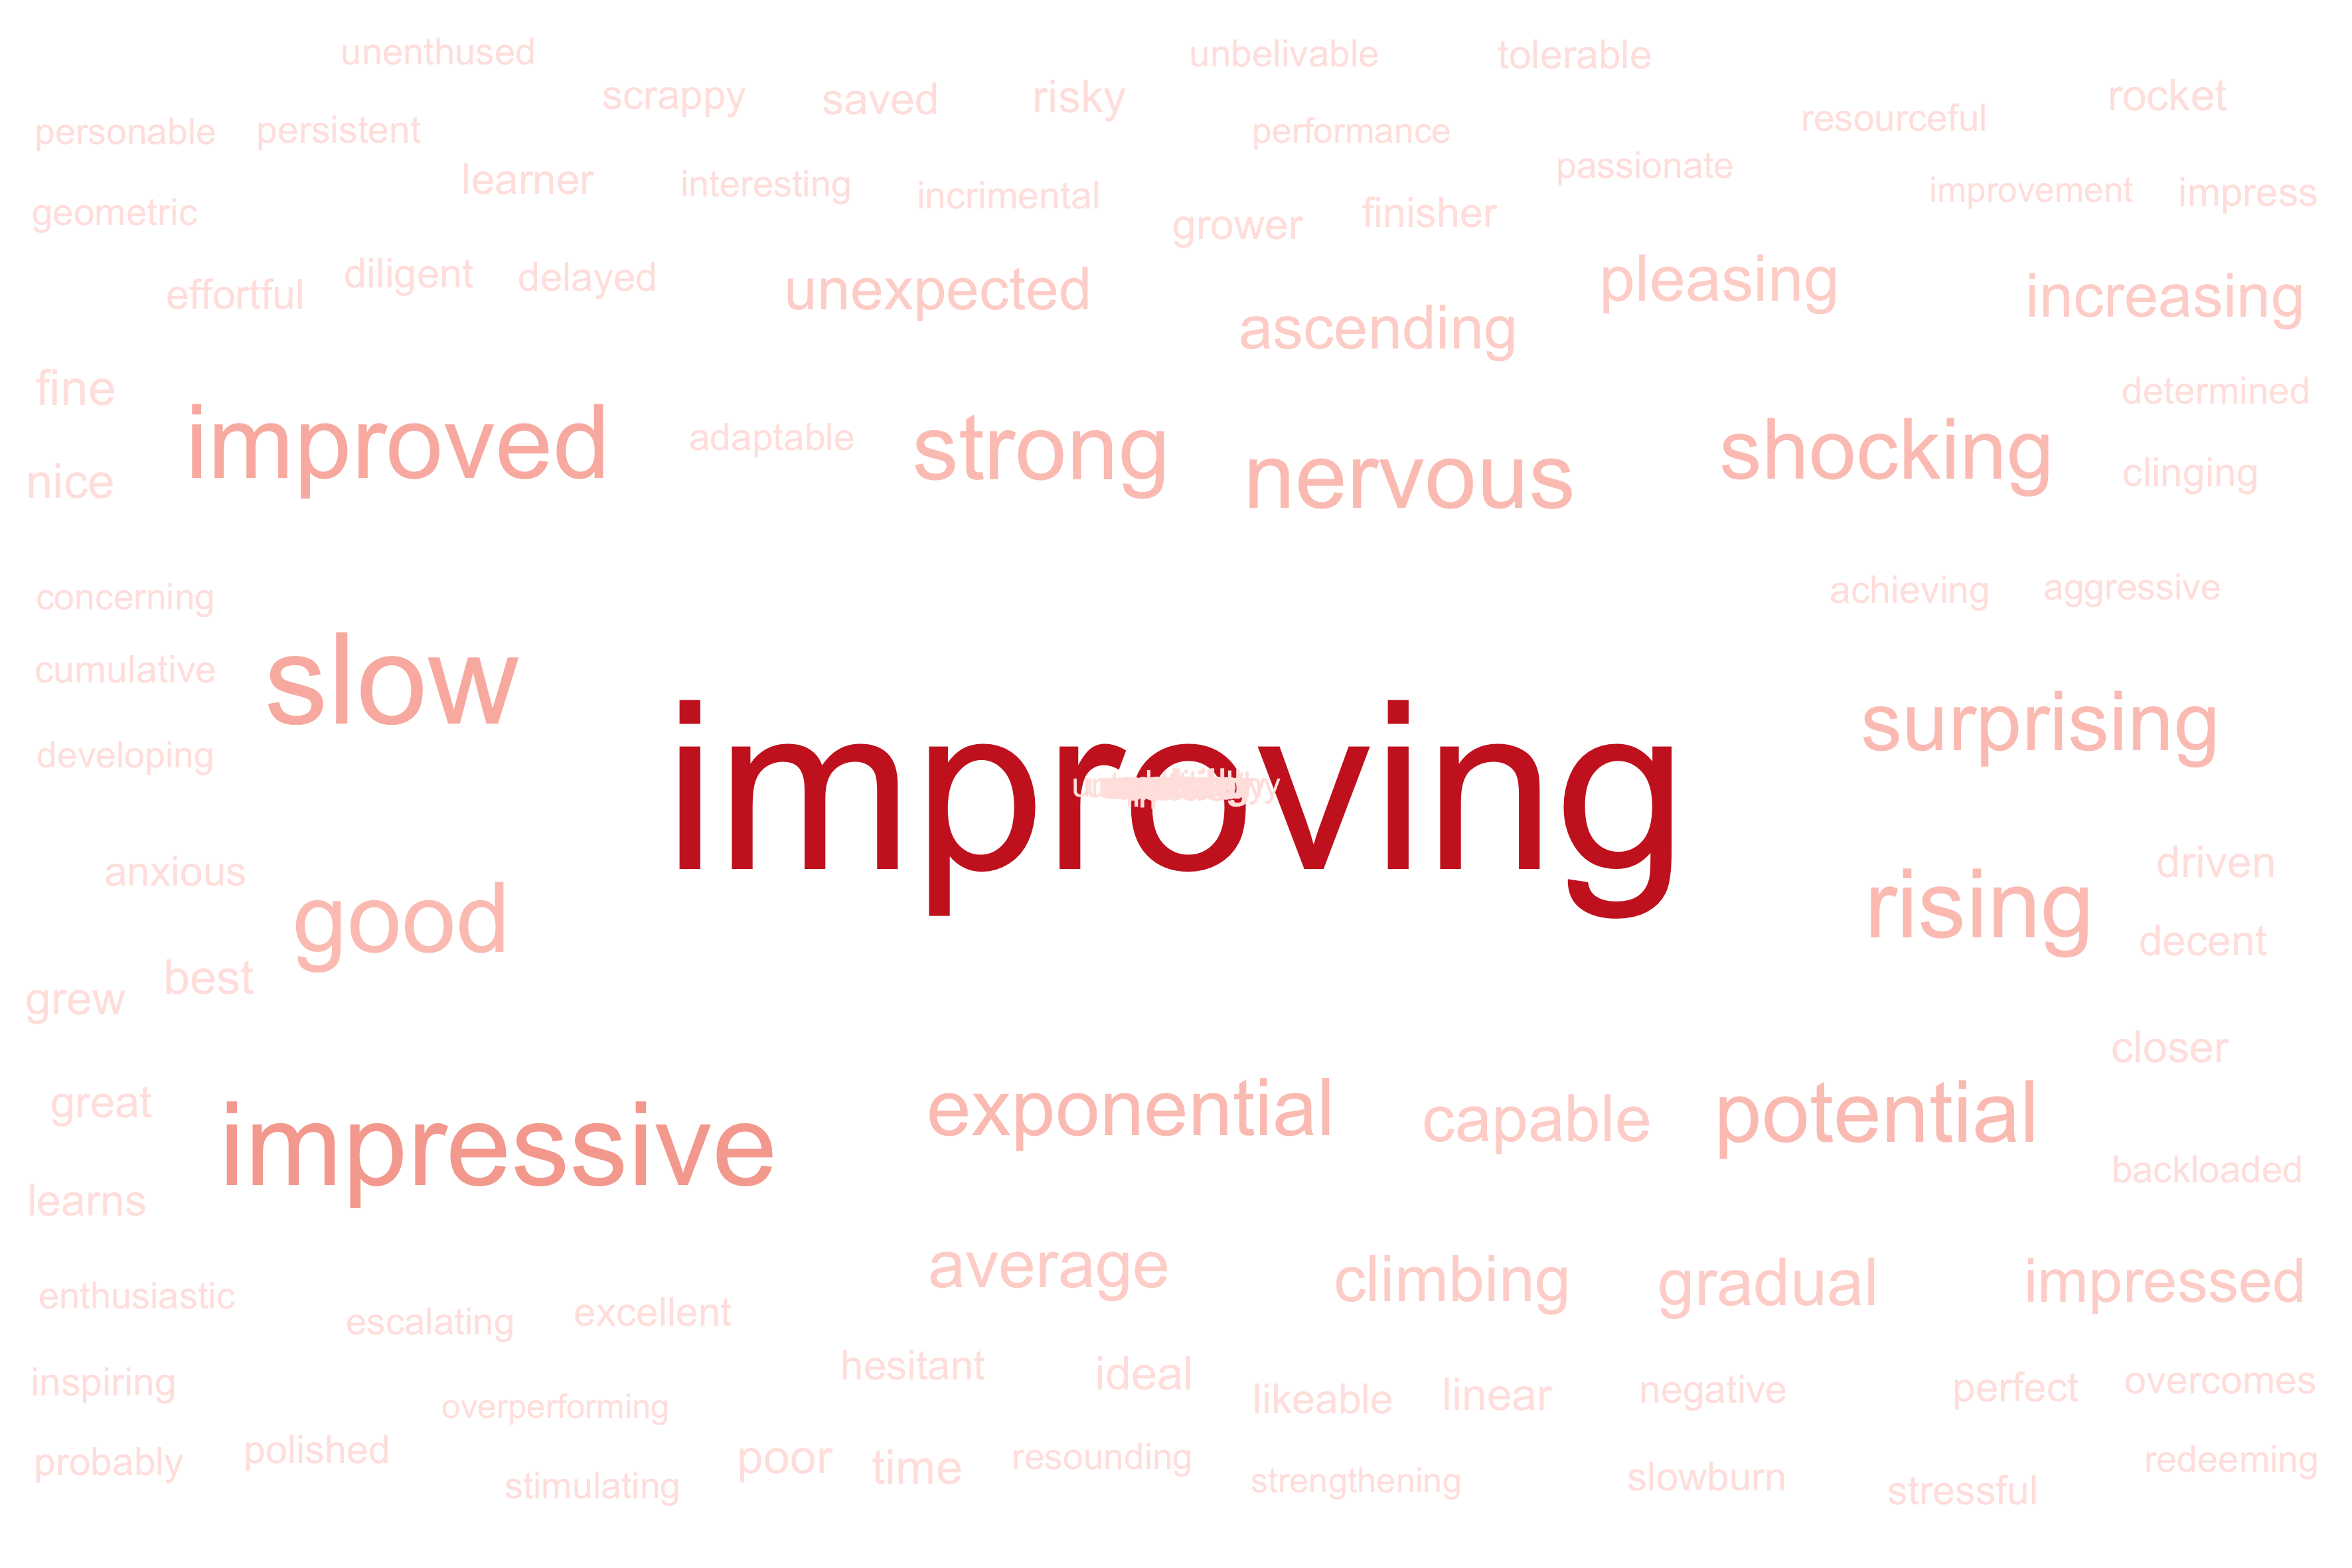 unenthused
unbelivable
tolerable
scrappy
saved
risky
rocket
personable
persistent
performance
resourceful
learner
interesting
incrimental
passionate
improvement
impress
geometric
grower
finisher
effortful
diligent
delayed
unexpected
pleasing
increasing
ascending
fine
improved
adaptable
strong
nervous
shocking
determined
nice
clinging
concerning
achieving
aggressive
slow
cumulative
surprising
developing
improving
anxious
good
rising
driven
decent
best
grew
closer
great
impressive
exponential
capable
potential
backloaded
learns
average
climbing
gradual
impressed
enthusiastic
escalating
excellent
inspiring
hesitant
ideal
likeable
linear
negative
perfect
overcomes
overperforming
probably
polished
poor
time
resounding
redeeming
stimulating
strengthening
slowburn
stressful